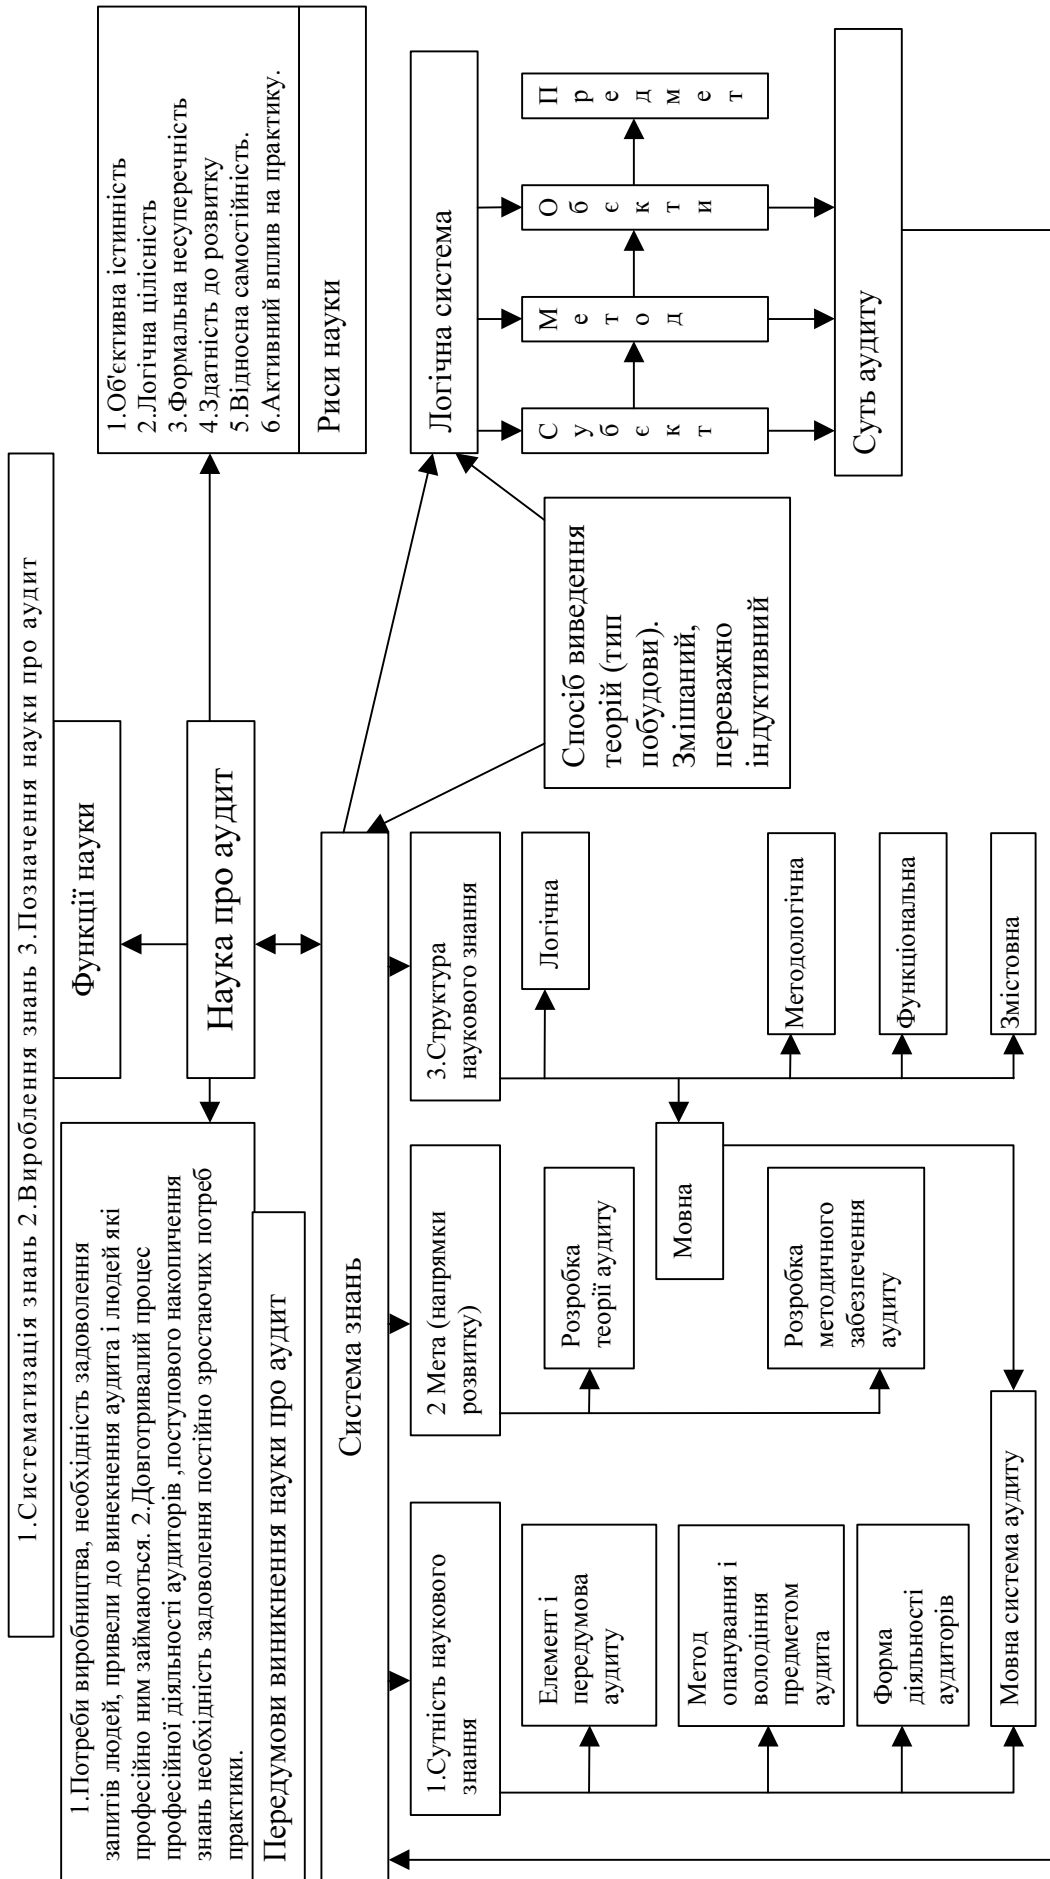 1.Систематізація знань 2.Вироблення знань 3.Позначення науки про аудит
Функції науки
1.Потреби виробництва, необхідність задоволення
запитів людей, привели до винекнення аудита і людей які
професійно ним займаються. 2.Довготривалий процес
професійної діяльності аудиторів ,поступового накопичення
знань необхідність задоволення постійно зростаючих потреб
практики.
Передумови виникнення науки про аудит
Наука про аудит
1.Об'єктивна істинність
2.Логічна цілісність
3.Формальна несуперечність
4.Здатність до розвитку
5.Відносна самостійність.
6.Активний вплив на практику.
Риси науки
Система знань
1.Сутність наукового
знання
2 Мета (напрямки
розвитку)
3.Структура
наукового знання
Логічна система
Елемент і
передумова
аудиту
Метод
опанування і
володіння
предметом
аудита
Форма
діяльності
аудиторів
Мовна система аудиту
Розробка
теорії аудиту
Розробка
методичного
забезпечення
аудиту
Логічна
Мовна
Методологічна
Функціональна
Змістовна
Спосіб виведення
теорій (тип
побудови).
Змішаний,
переважно
індуктивний
Субєкт
Метод
Обєкти
Предмет
Суть аудиту